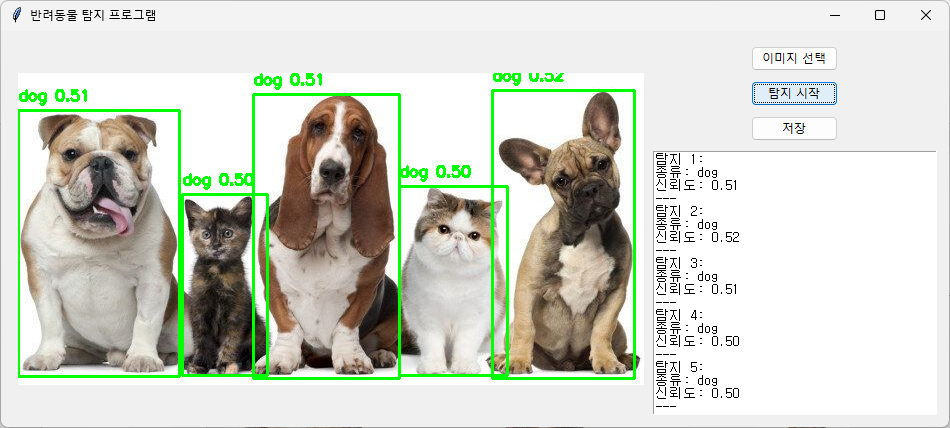 반려동물 탐지 프로그램
이미지 선택
탐지 시작
저장
dog 0.51
dog 0.50
dog 0.51
dog 0.50
dog 0.52
탐지 1:
종류: dog
신뢰도: 0.51
---
탐지 2:
종류: dog
신뢰도: 0.52
---
탐지 3:
종류: dog
신뢰도: 0.51
---
탐지 4:
종류: dog
신뢰도: 0.50
---
탐지 5:
종류: dog
신뢰도: 0.50
---